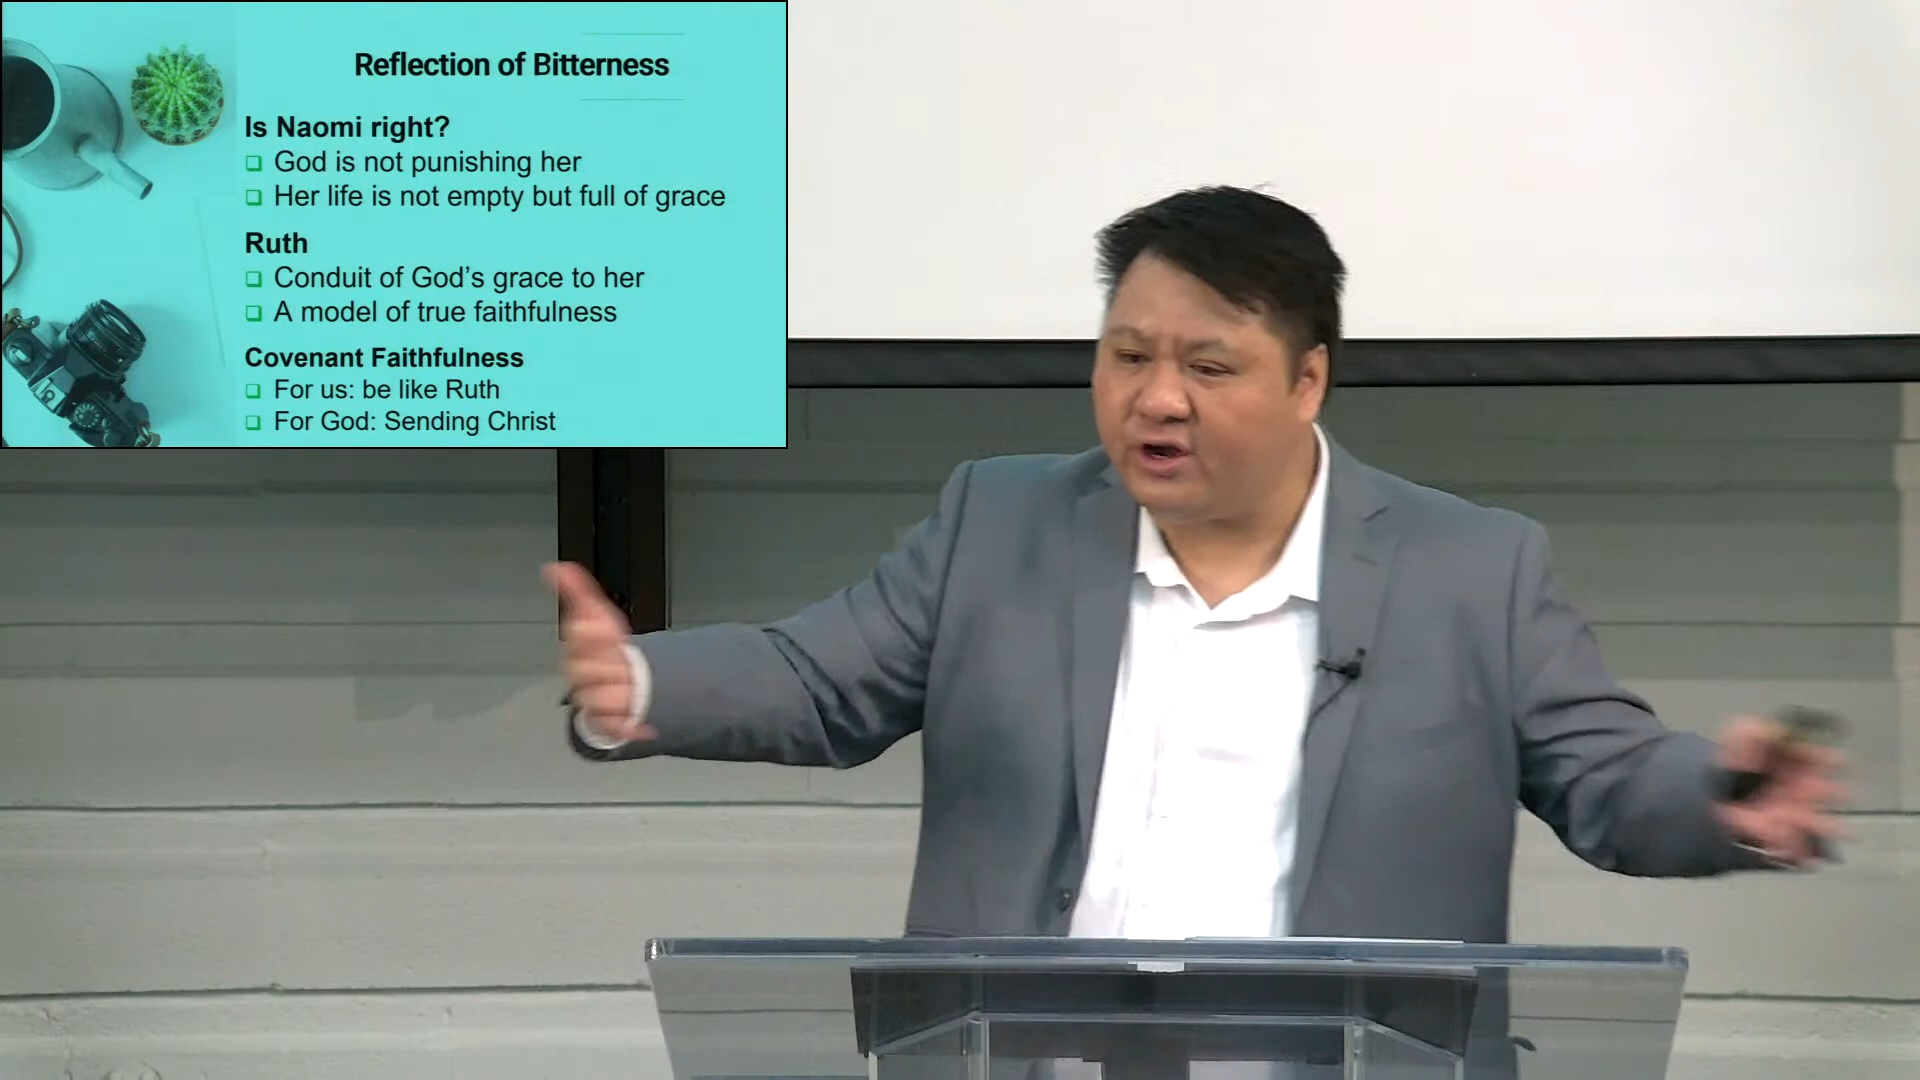 Reflection of Bitterness
Is Naomi right?
God is not punishing her
Her life is not empty but full of grace
Ruth
Conduit of God’s grace to her
A model of true faithfulness
Covenant Faithfulness
For us: be like Ruth
For God: Sending Christ